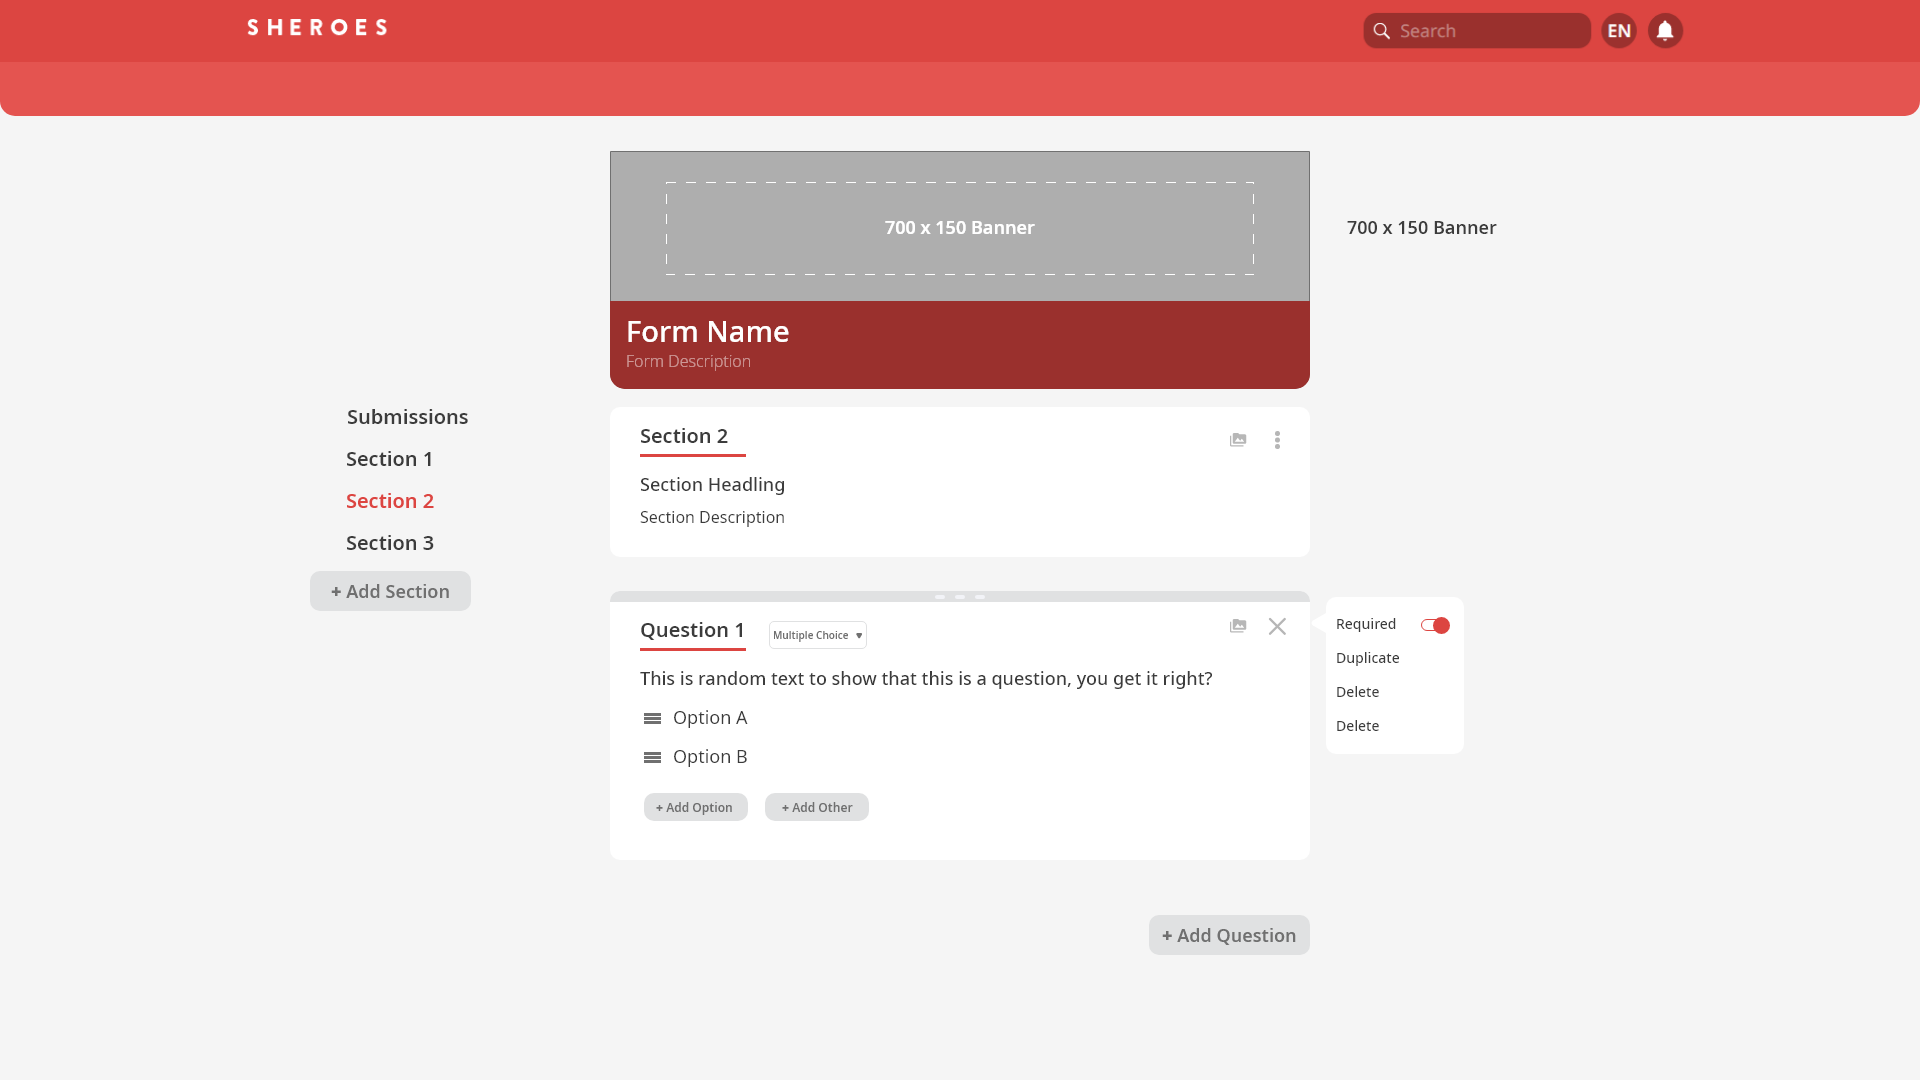 SHEROES
Search
EN
700 x 150 Banner
700 x 150 Banner
Form Name
Form Description
Submissions
Section 1
Section 2
Section 3
+ Add Section
Section 2
Section Headling
Section Description
Question 1
Multiple Choice
This is random text to show that this is a question, you get it right?
Option A
Option B
+ Add Option
+ Add Other
Required
Duplicate
Delete
Delete
+ Add Question